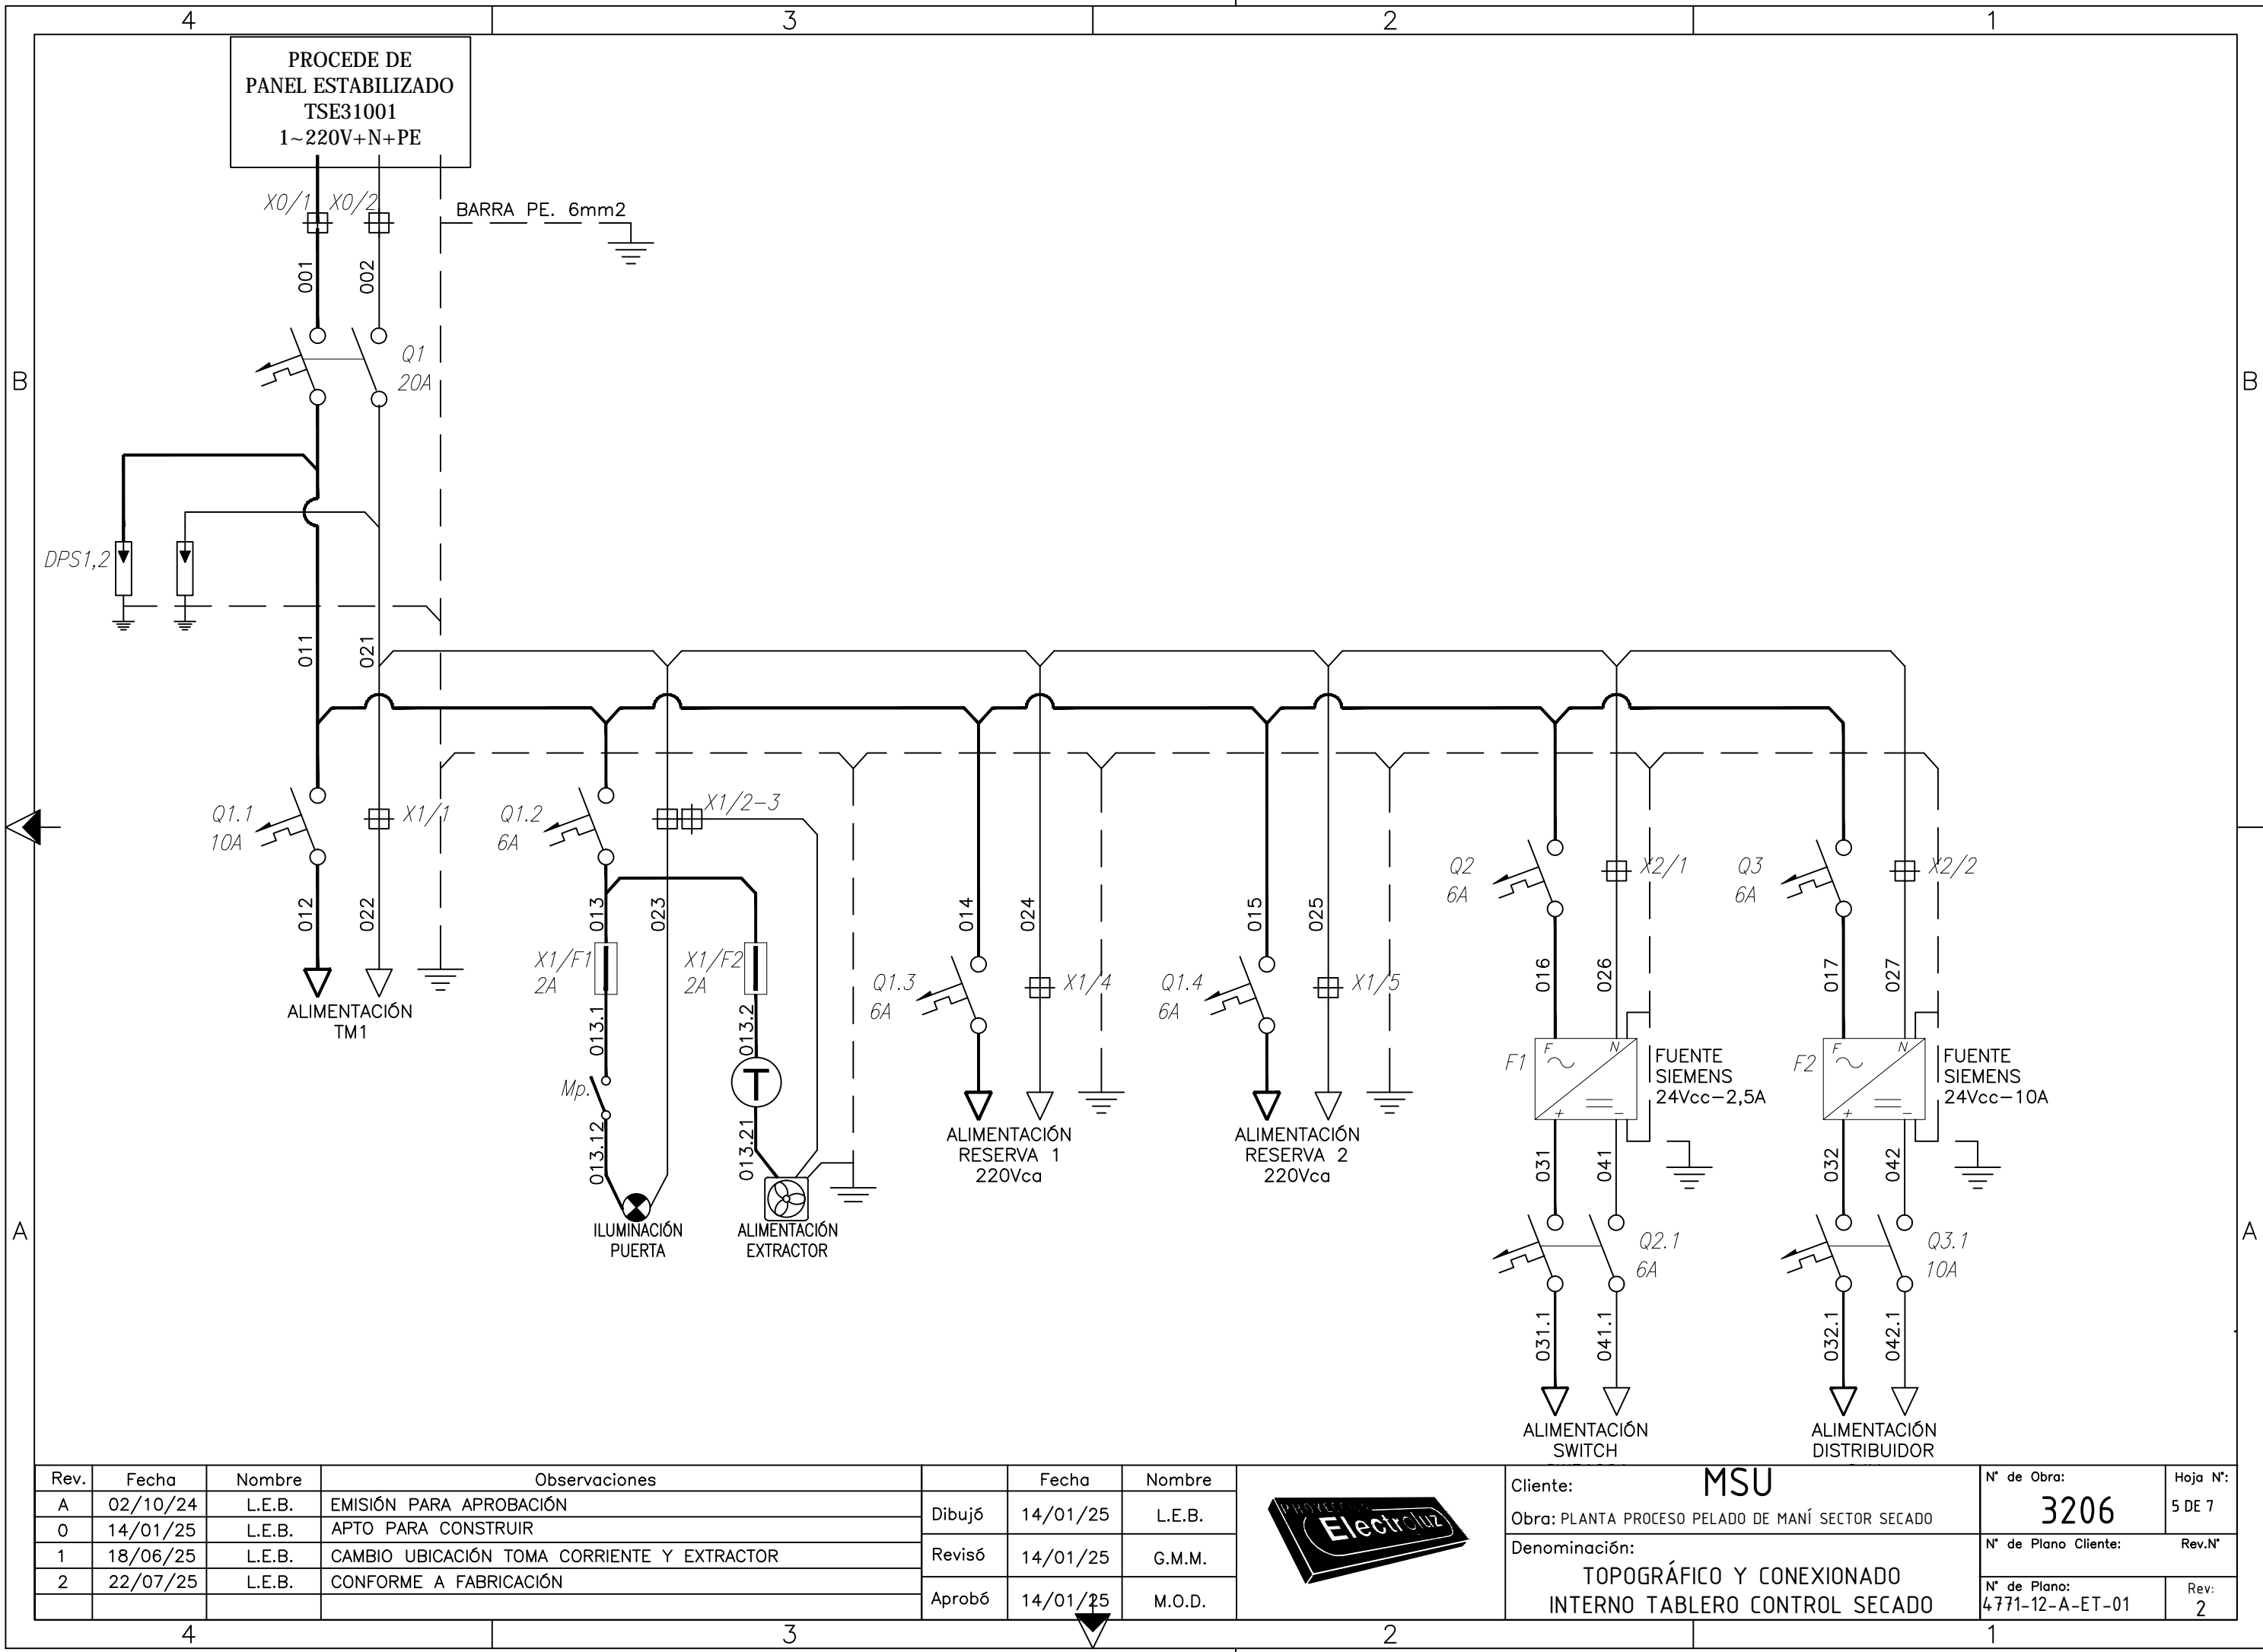 4 3 2 1
PROCEDE DE
PANEL ESTABILIZADO
TSE31001
1~220V+N+PE
X0/1 X0/2
BARRA PE. 6mm2
001 002
Q1
20A
B B
DPS1,2
011 021
Q1.1
10A
X1/1
Q1.2
6A
X1/2-3
Q2
6A
X2/1
Q3
6A
X2/2
012 022 013 023 014 024 015 025
X1/F1
2A
X1/F2
2A
Q1.3
6A
X1/4
Q1.4
6A
X1/5
016 026 017 027
ALIMENTACIÓN
TM1
013.1 013.2
Mp.
T
013.12 013.21
F1
F N
+ -
FUENTE
SIEMENS
24Vcc-2,5A
F2
F N
+ -
FUENTE
SIEMENS
24Vcc-10A
ALIMENTACIÓN
RESERVA 1
220Vca
ALIMENTACIÓN
RESERVA 2
220Vca
031 041 032 042
A A
ILUMINACIÓN
PUERTA
ALIMENTACIÓN
EXTRACTOR
Q2.1
6A
Q3.1
10A
031.1 041.1 032.1 042.1
ALIMENTACIÓN
SWITCH
ALIMENTACIÓN
DISTRIBUIDOR
Rev. Fecha Nombre Observaciones
A 02/10/24 L.E.B. EMISIÓN PARA APROBACIÓN
0 14/01/25 L.E.B. APTO PARA CONSTRUIR
1 18/06/25 L.E.B. CAMBIO UBICACIÓN TOMA CORRIENTE Y EXTRACTOR
2 22/07/25 L.E.B. CONFORME A FABRICACIÓN
Fecha Nombre
Dibujó 14/01/25 L.E.B.
Revisó 14/01/25 G.M.M.
Aprobó 14/01/25 M.O.D.
Electroluz
Cliente: MSU
Obra: PLANTA PROCESO PELADO DE MANÍ SECTOR SECADO
Denominación:
TOPOGRÁFICO Y CONEXIONADO
INTERNO TABLERO CONTROL SECADO
N° de Obra:
3206
Hoja N°:
5 DE 7
N° de Plano Cliente: Rev.N°
N° de Plano:
4771-12-A-ET-01
Rev:
2
4 3 2 1